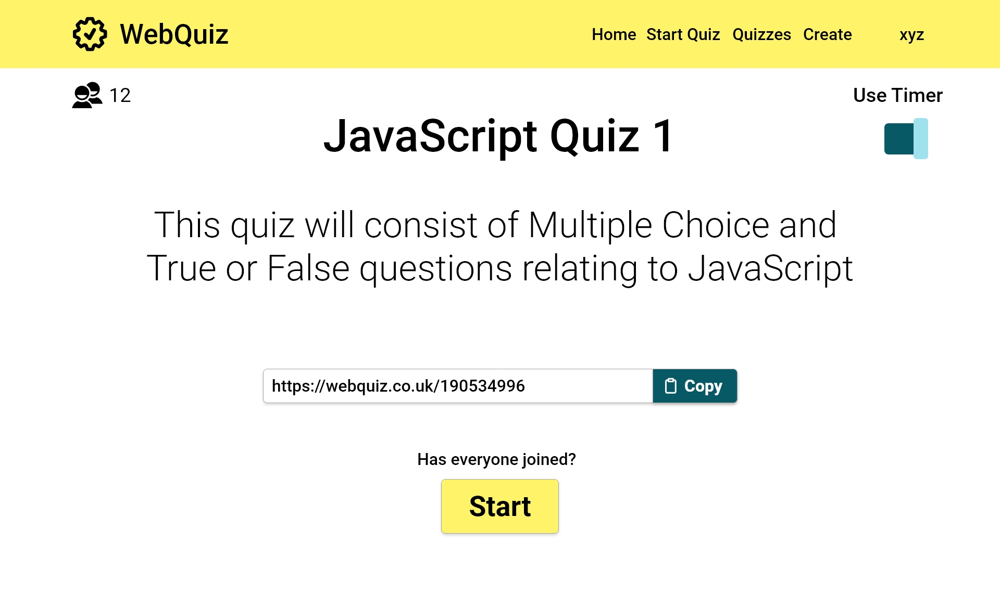 WebQuiz
Home Start Quiz Quizzes Create xyz
12
Use Timer
JavaScript Quiz 1
This quiz will consist of Multiple Choice and
True or False questions relating to JavaScript
https://webquiz.co.uk/190534996
Copy
Has everyone joined?
Start